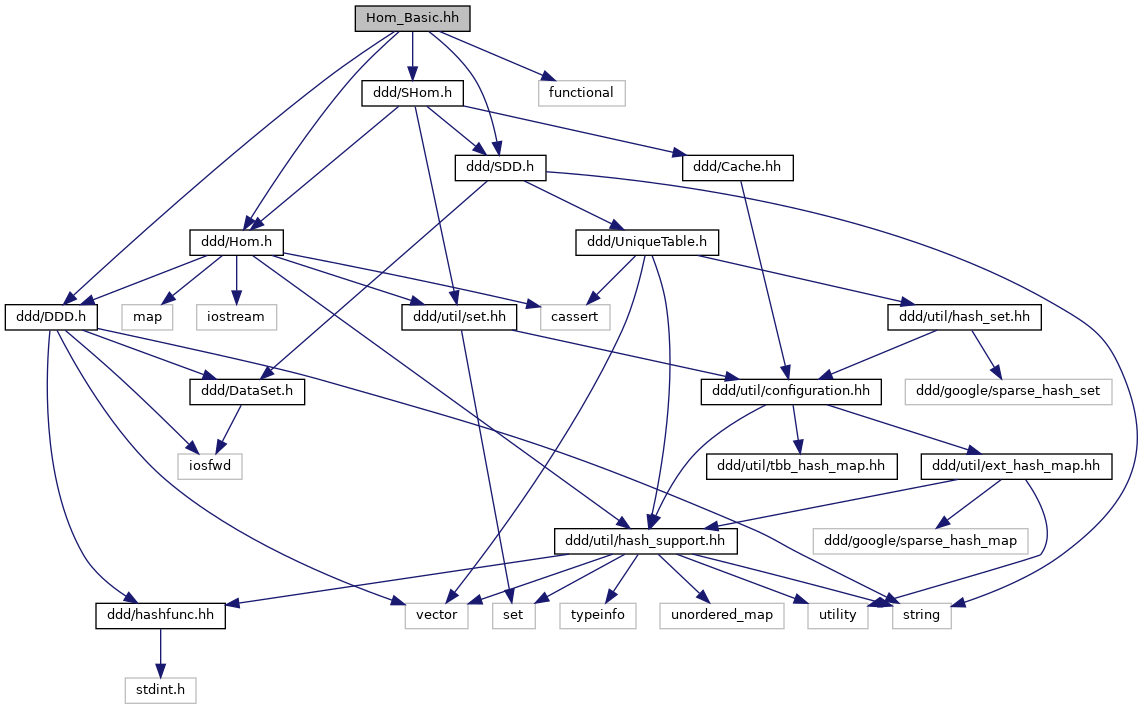 Hom_Basic.hh
ddd/SHom.h
functional
ddd/SDD.h
ddd/Cache.hh
ddd/Hom.h
ddd/UniqueTable.h
ddd/DDD.h
map
iostream
ddd/util/set.hh
cassert
ddd/util/hash_set.hh
ddd/DataSet.h
ddd/util/configuration.hh
ddd/google/sparse_hash_set
iosfwd
ddd/util/tbb_hash_map.hh
ddd/util/ext_hash_map.hh
ddd/util/hash_support.hh
ddd/google/sparse_hash_map
ddd/hashfunc.hh
vector
set
typeinfo
unordered_map
utility
string
stdint.h